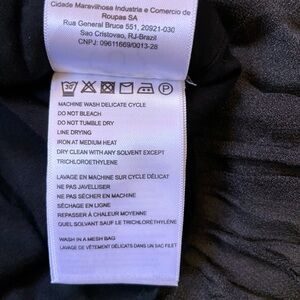 Cidade Maravilhosa Industria e Comercio de
Roupas SA
Rua General Bruce 551, 20921-030
Sao Cristovao, RJ-Brazil
CNPJ: 09611669/0013-28
30
MACHINE WASH DELICATE CYCLE
DO NOT BLEACH
DO NOT TUMBLE DRY
LINE DRYING
IRON AT MEDIUM HEAT
DRY CLEAN WITH ANY SOLVENT EXCEPT
TRICHLOROETHYLENE
LAVAGE EN MACHINE SUR CYCLE DÉLICAT
NE PAS JAVELLISER
NE PAS SÉCHER EN MACHINE
SÉCHAGE EN LIGNE
REPASSER À CHALEUR MOYENNE
QUEL SOLVANT SAUF LE TRICHLORÉTHYLÈNE
WASH IN A MESH BAG
LAVAGE DE VÊTEMENT DÉLICATS DANS UN SAC FILET